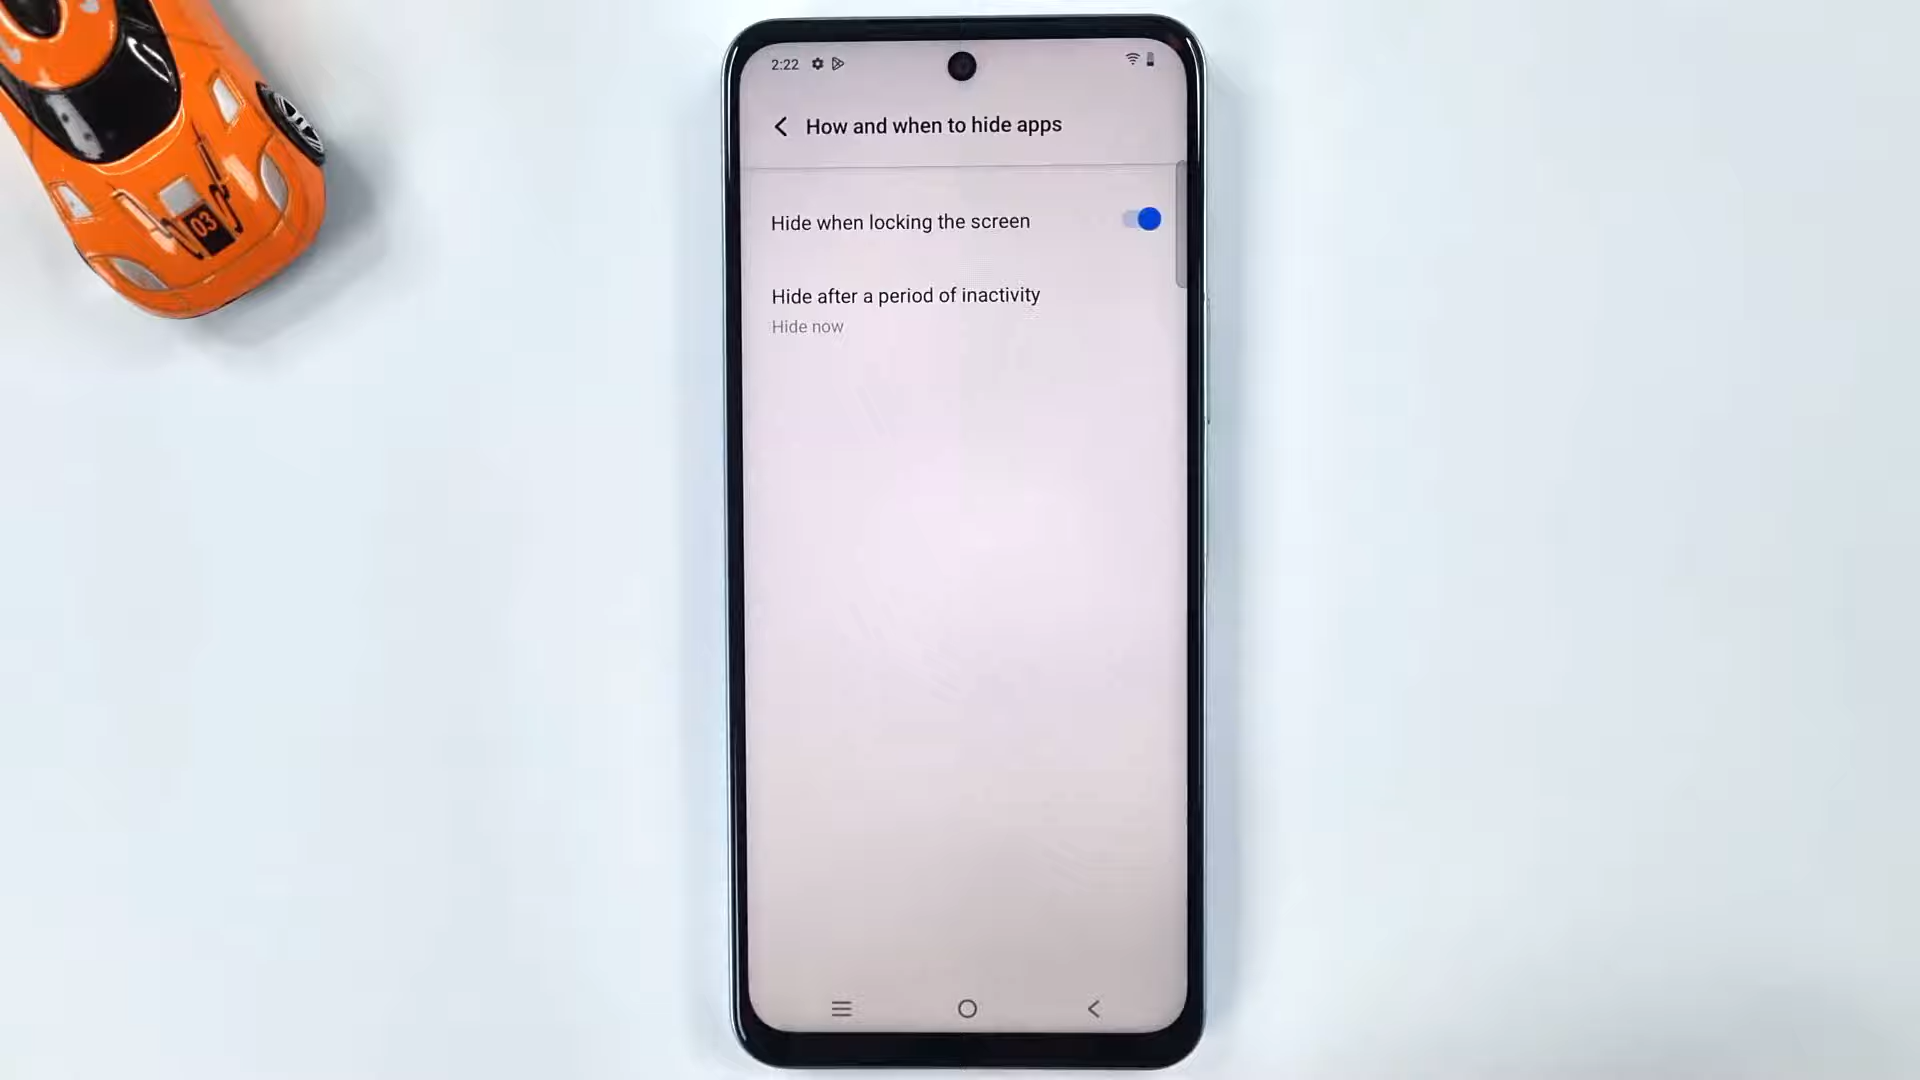 2:22
How and when to hide apps
Hide when locking the screen
Hide after a period of inactivity
Hide now
03